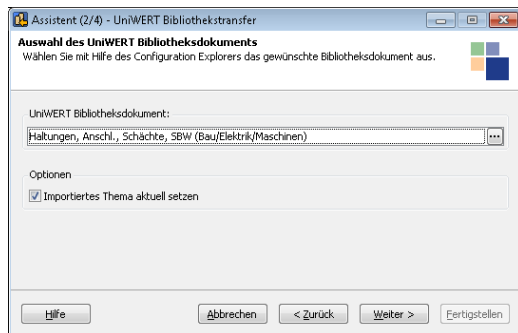 Assistent (2/4) - UniWERT Bibliothekstransfer
Auswahl des UniWERT Bibliotheksdokuments
Wählen Sie mit Hilfe des Configuration Explorers das gewünschte Bibliotheksdokument aus.
UniWERT Bibliotheksdokument:
Haltungen, Anschl., Schächte, SBW (Bau/Elektrik/Maschinen)
...
Optionen
Importiertes Thema aktuell setzen
Hilfe Abbrechen < Zurück Weiter > Fertigstellen